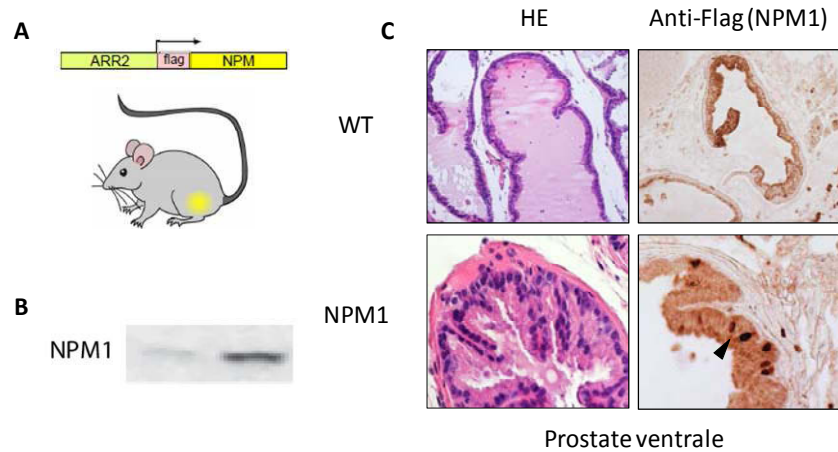 A
ARR2 flag NPM
B
NPM1
C
HE Anti-Flag (NPM1)
WT
NPM1
Prostate ventrale